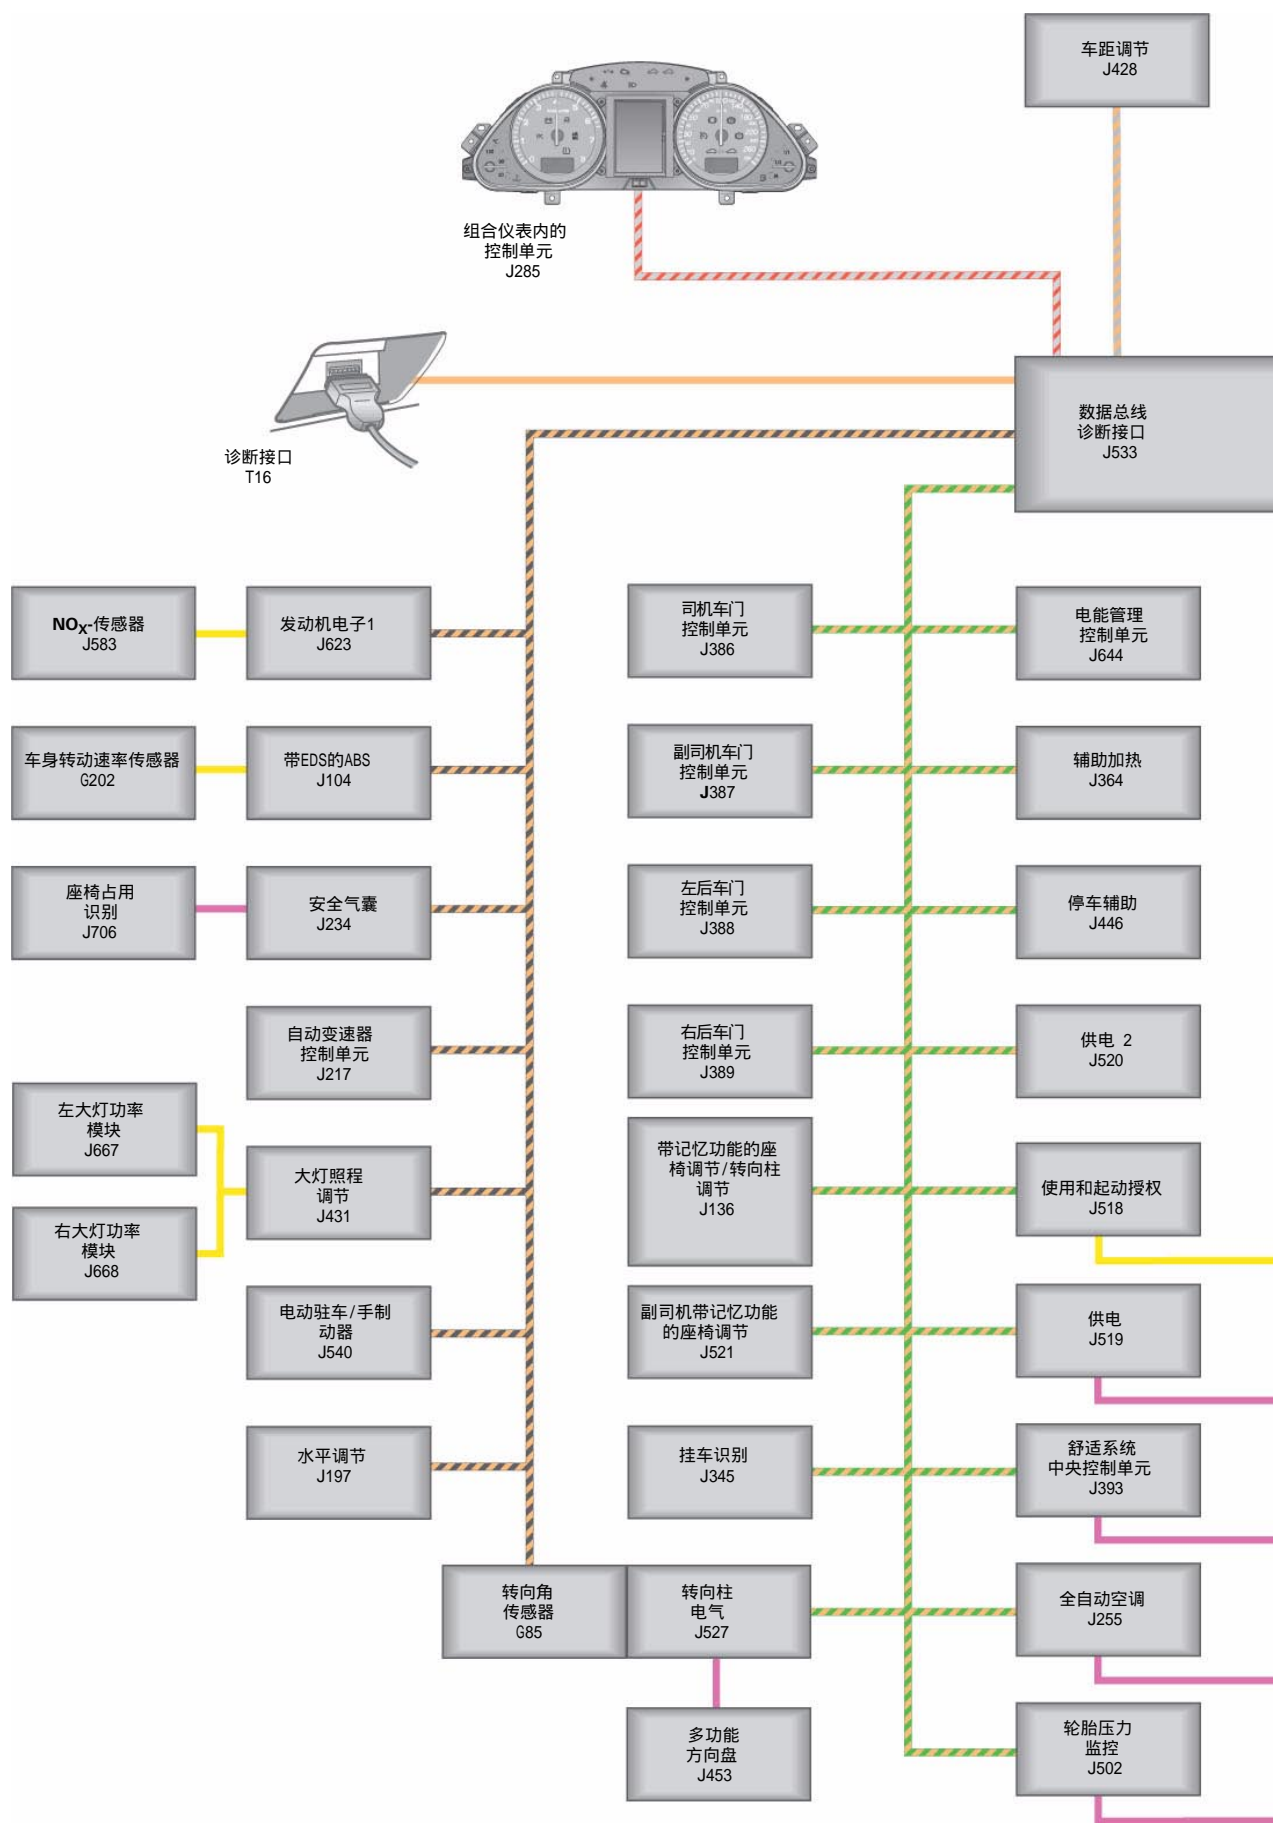 车距调节
J428
组合仪表内的
控制单元
J285
诊断接口
T16
数据总线
诊断接口
J533
NOX-传感器
J583
发动机电子1
J623
司机车门
控制单元
J386
电能管理
控制单元
J644
车身转动速率传感器
G202
带EDS的ABS
J104
副司机车门
控制单元
J387
辅助加热
J364
座椅占用
识别
J706
安全气囊
J234
左后车门
控制单元
J388
停车辅助
J446
自动变速器
控制单元
J217
右后车门
控制单元
J389
供电 2
J520
左大灯功率
模块
J667
右大灯功率
模块
J668
大灯照程
调节
J431
带记忆功能的座
椅调节/转向柱
调节
J136
使用和起动授权
J518
电动驻车/手制
动器
J540
副司机带记忆功能
的座椅调节
J521
供电
J519
水平调节
J197
挂车识别
J345
舒适系统
中央控制单元
J393
转向角
传感器
G85
转向柱
电气
J527
全自动空调
J255
多功能
方向盘
J453
轮胎压力
监控
J502